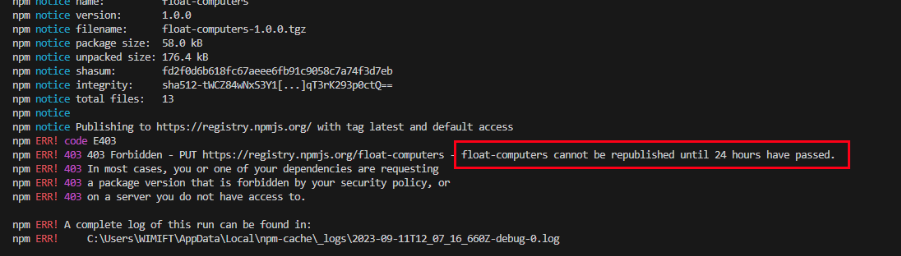 npm notice name: float-computers
npm notice version: 1.0.0
npm notice filename: float-computers-1.0.0.tgz
npm notice package size: 58.0 kB
npm notice unpacked size: 176.4 kB
npm notice shasum: fd2f0d6b618fc67aeee6fb91c9058c7a74f3d7eb
npm notice integrity: sha512-tWCZ84wNxS3Y1[...]qT3rK293p0ctQ==
npm notice total files: 13
npm notice
npm notice Publishing to https://registry.npmjs.org/ with tag latest and default access
npm ERR! code E403
npm ERR! 403 403 Forbidden - PUT https://registry.npmjs.org/float-computers - float-computers cannot be republished until 24 hours have passed.
npm ERR! 403 In most cases, you or one of your dependencies are requesting
npm ERR! 403 a package version that is forbidden by your security policy, or
npm ERR! 403 on a server you do not have access to.
npm ERR! A complete log of this run can be found in:
npm ERR! C:\Users\WIMIFT\AppData\Local\npm-cache\_logs\2023-09-11T12_07_16_660Z-debug-0.log